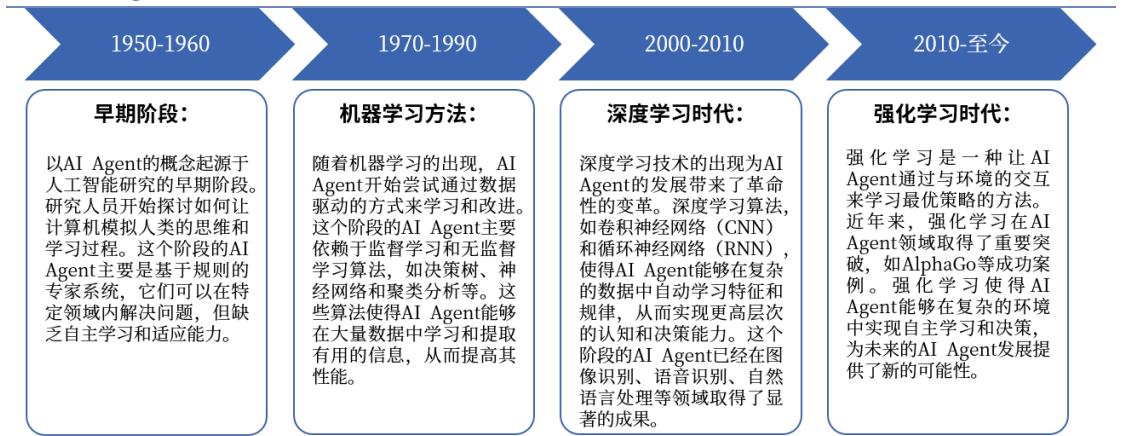 1950-1960
1970-1990
2000-2010
2010-至今
早期阶段：
以AI Agent的概念起源于
人工智能研究的早期阶段。
研究人员开始探讨如何让
计算机模拟人类的思维和
学习过程。这个阶段的AI
Agent主要是基于规则的
专家系统，它们可以在特
定领域内解决问题，但缺
乏自主学习和适应能力。
机器学习方法：
随着机器学习的出现，AI
Agent开始尝试通过数据
驱动的方式来学习和改进。
这个阶段的AI Agent主要
依赖于监督学习和无监督
学习算法，如决策树、神
经网络和聚类分析等。这
些算法使得AI Agent能够
在大量数据中学习和提取
有用的信息，从而提高其
性能。
深度学习时代：
深度学习技术的出现为AI
Agent的发展带来了革命
性的变革。深度学习算法，
如卷积神经网络（CNN）
和循环神经网络（RNN），
使得AI Agent能够在复杂
的数据中自动学习特征和
规律，从而实现更高层次
的认知和决策能力。这个
阶段的AI Agent已经在图
像识别、语音识别、自然
语言处理等领域取得了显
著的成果。
强化学习时代：
强化学习是一种让AI
Agent通过与环境的交互
来学习最优策略的方法。
近年来，强化学习在AI
Agent领域取得了重要突
破，如AlphaGo等成功案
例。强化学习使得AI
Agent能够在复杂的环境
中实现自主学习和决策，
为未来的AI Agent发展提
供了新的可能性。